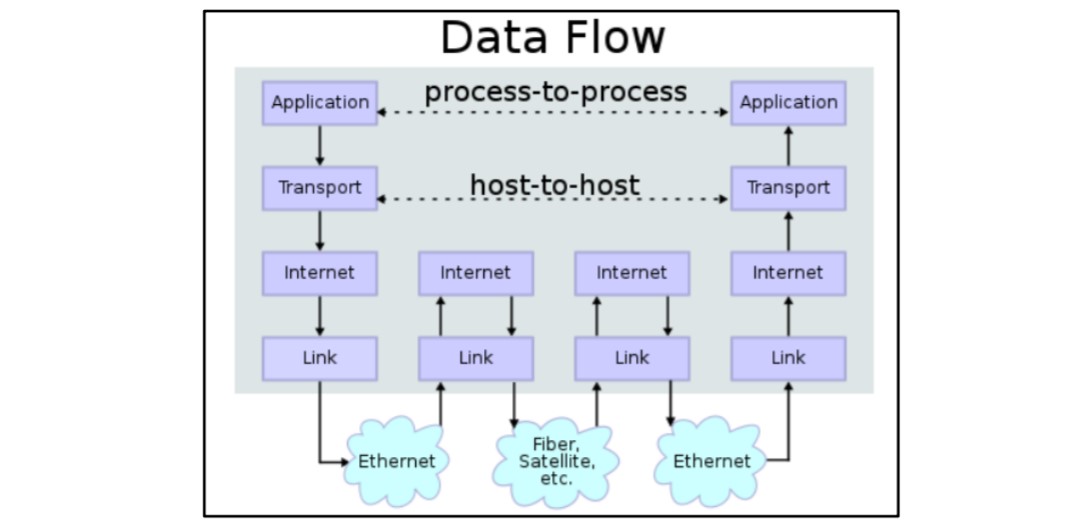 Data Flow
process-to-process
Application
Application
host-to-host
Transport
Transport
Internet
Internet
Internet
Internet
Link
Link
Link
Link
Ethernet
Fiber,
Satellite,
etc.
Ethernet